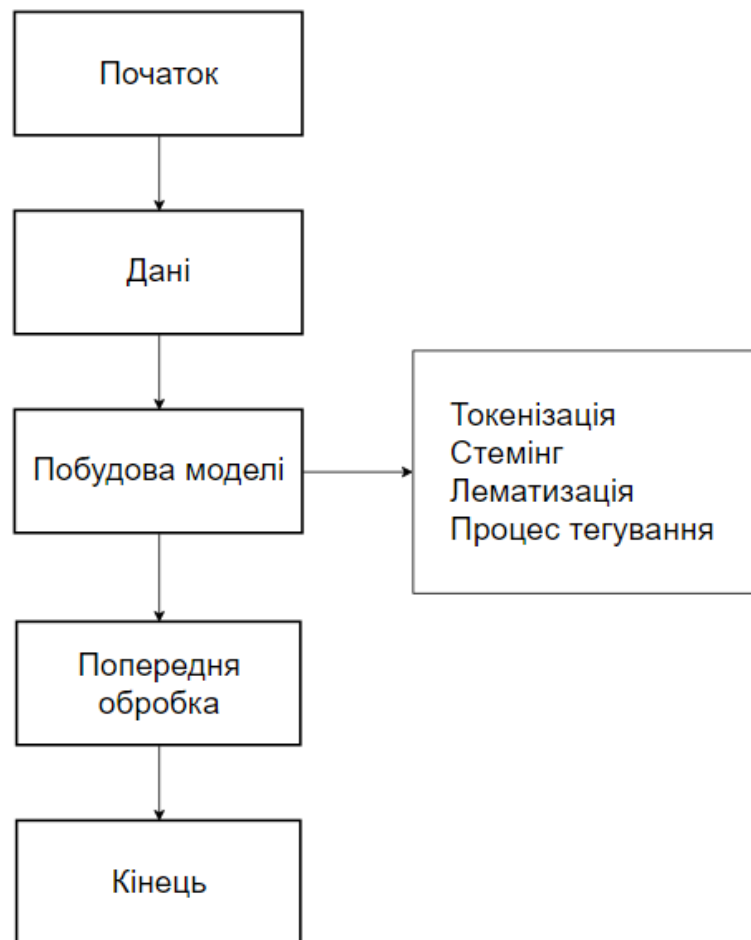 Початок
Дані
Побудова моделі
Токенізація
Стемінг
Лематизація
Процес тегування
Попередня
обробка
Кінець